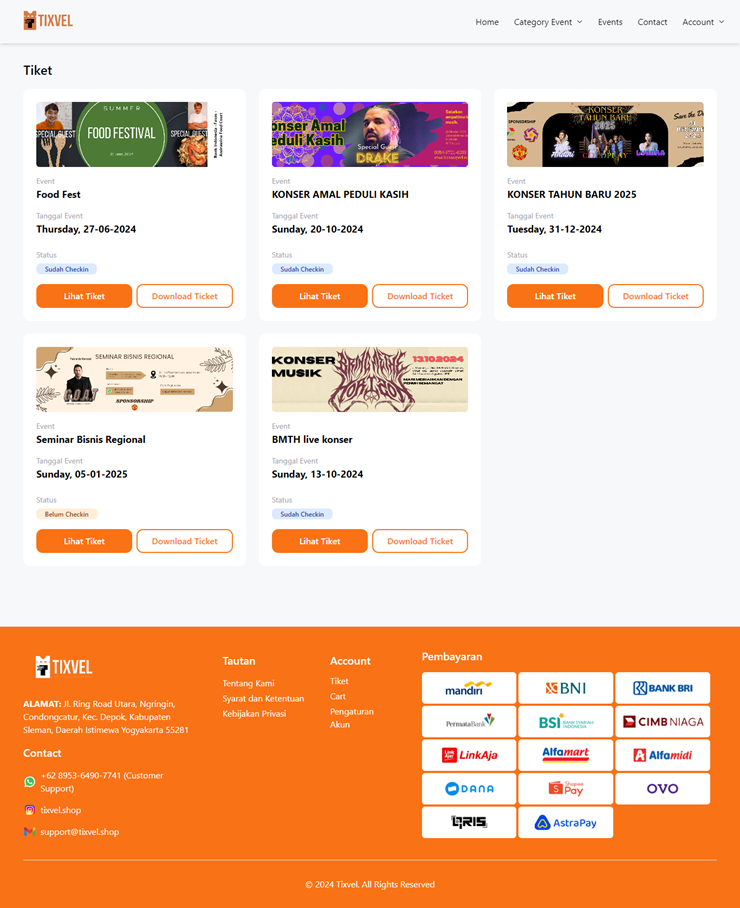 TIXVEL
Home
Category Event
Events
Contact
Account
Tiket
SUMMER
FOOD FESTIVAL
SPECIAL GUEST
SPECIAL GUEST
Event
Food Fest
Tanggal Event
Thursday, 27-06-2024
Status
Sudah Checkin
Lihat Tiket
Download Ticket
Konser Amal
Peduli Kasih
Special Guest
DRAKE
Event
KONSER AMAL PEDULI KASIH
Tanggal Event
Sunday, 20-10-2024
Status
Sudah Checkin
Lihat Tiket
Download Ticket
SPONSORSHIP
KONSER
TAHUN BARU
2025
Save the Da
COLDPLAY
Event
KONSER TAHUN BARU 2025
Tanggal Event
Tuesday, 31-12-2024
Status
Sudah Checkin
Lihat Tiket
Download Ticket
SEMINAR BISNIS REGIONAL
SPONSORSHIP
Event
Seminar Bisnis Regional
Tanggal Event
Sunday, 05-01-2025
Status
Belum Checkin
Lihat Tiket
Download Ticket
KONSER
MUSIK
13.10.2024
Event
BMTH live konser
Tanggal Event
Sunday, 13-10-2024
Status
Sudah Checkin
Lihat Tiket
Download Ticket
TIXVEL
ALAMAT: Jl. Ring Road Utara, Ngringin,
Condongcatur, Kec. Depok, Kabupaten
Sleman, Daerah Istimewa Yogyakarta 55281
Contact
+62 8953-6490-7741 (Customer
Support)
tixvel.shop
support@tixvel.shop
Tautan
Tentang Kami
Syarat dan Ketentuan
Kebijakan Privasi
Account
Tiket
Cart
Pengaturan
Akun
Pembayaran
mandiri
BNI
BANK BRI
PermataBank
BSI BANK SYARIAH
INDONESIA
CIMB NIAGA
LinkAja
Alfamart
Alfamidi
DANA
Shopee
Pay
OVO
QRIS
AstraPay
© 2024 Tixvel. All Rights Reserved